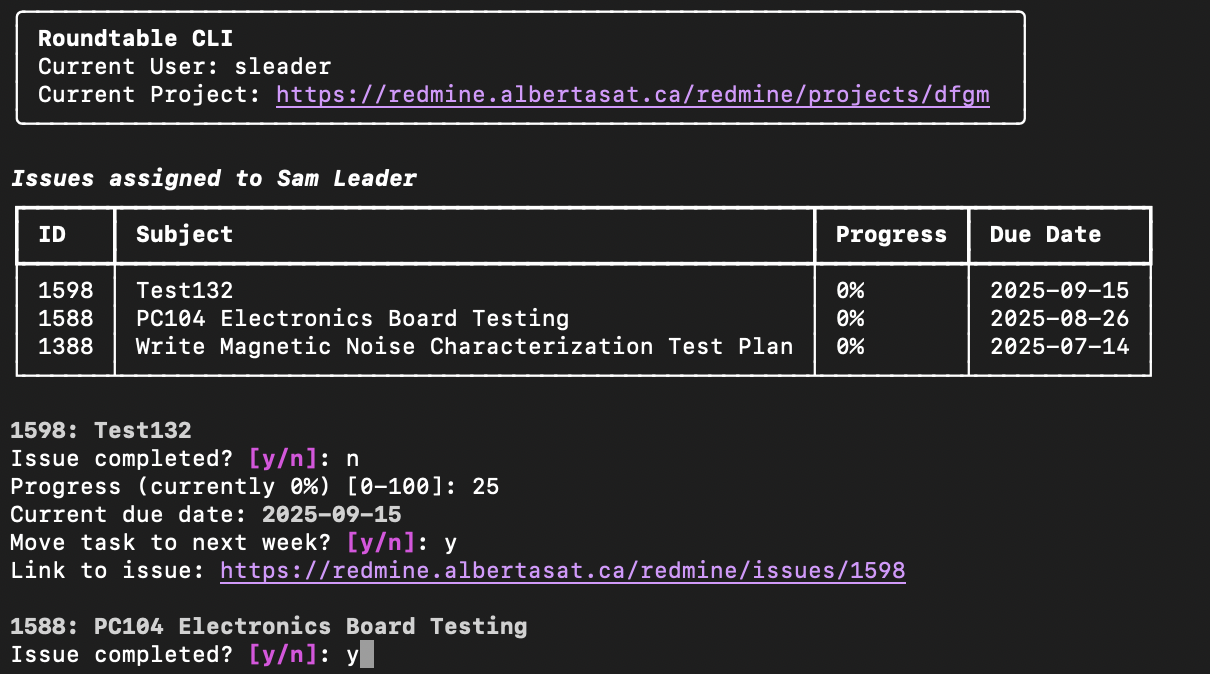 Roundtable CLI
Current User: sleader
Current Project: https://redmine.albertasat.ca/redmine/projects/dfgm
Issues assigned to Sam Leader
ID Subject Progress Due Date
1598 Test132 0% 2025-09-15
1588 PC104 Electronics Board Testing 0% 2025-08-26
1388 Write Magnetic Noise Characterization Test Plan 0% 2025-07-14
1598: Test132
Issue completed? [y/n]: n
Progress (currently 0%) [0-100]: 25
Current due date: 2025-09-15
Move task to next week? [y/n]: y
Link to issue: https://redmine.albertasat.ca/redmine/issues/1598
1588: PC104 Electronics Board Testing
Issue completed? [y/n]: y